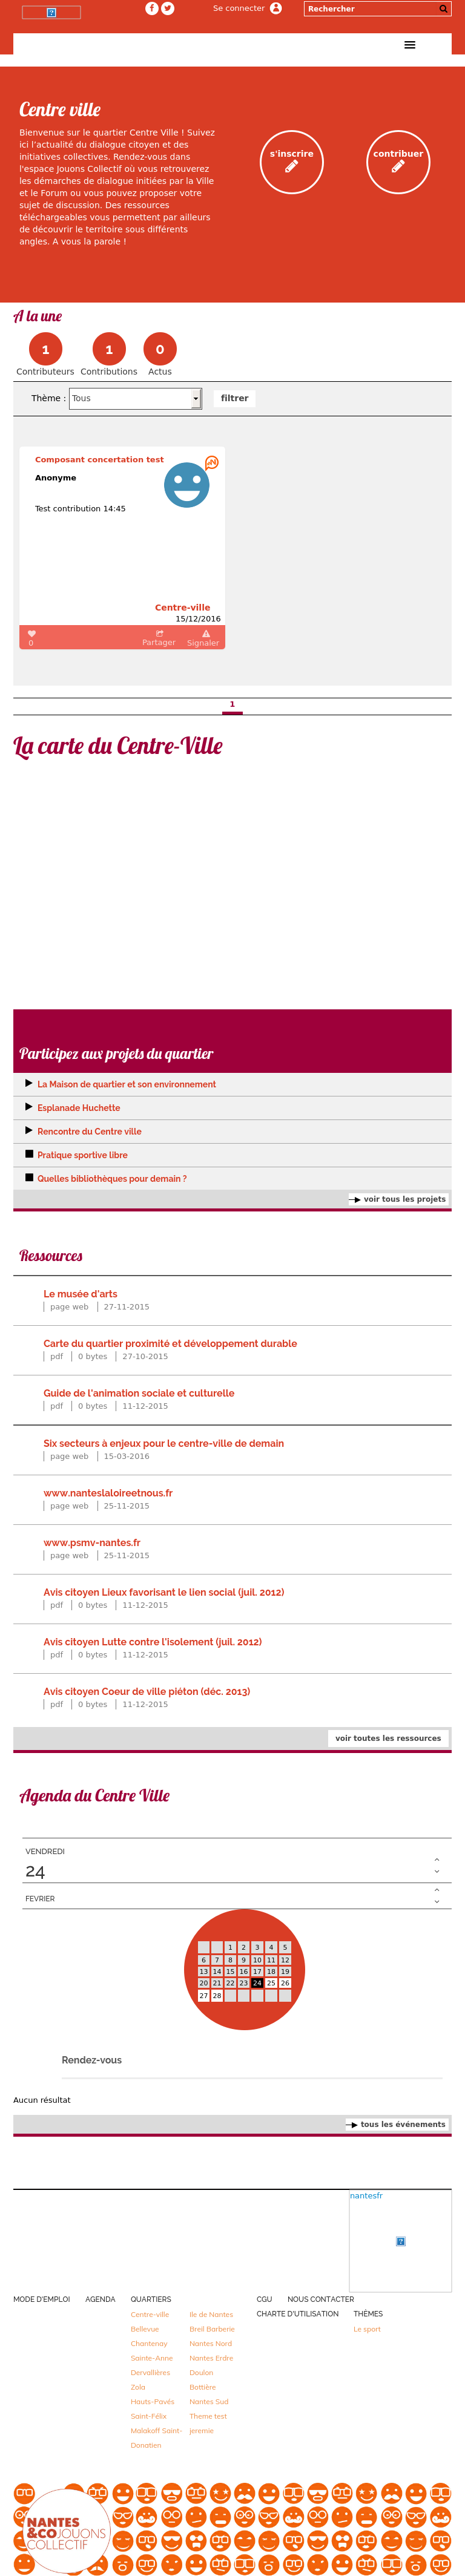 Se connecter
Rechercher
Centre ville
Bienvenue sur le quartier Centre Ville ! Suivez
ici l’actualité du dialogue citoyen et des
initiatives collectives. Rendez-vous dans
l'espace Jouons Collectif où vous retrouverez
les démarches de dialogue initiées par la Ville
et le Forum ou vous pouvez proposer votre
sujet de discussion. Des ressources
téléchargeables vous permettent par ailleurs
de découvrir le territoire sous différents
angles. A vous la parole !
s'inscrire
contribuer
A la une
1 1 0
Contributeurs Contributions Actus
Thème : Tous filtrer
Composant concertation test
Anonyme
Test contribution 14:45
Centre-ville
15/12/2016
0 Partager Signaler
1
La carte du Centre-Ville
Participez aux projets du quartier
La Maison de quartier et son environnement
Esplanade Huchette
Rencontre du Centre ville
Pratique sportive libre
Quelles bibliothèques pour demain ?
voir tous les projets
Ressources
Le musée d'arts
page web 27-11-2015
Carte du quartier proximité et développement durable
pdf 0 bytes 27-10-2015
Guide de l'animation sociale et culturelle
pdf 0 bytes 11-12-2015
Six secteurs à enjeux pour le centre-ville de demain
page web 15-03-2016
www.nanteslaloireetnous.fr
page web 25-11-2015
www.psmv-nantes.fr
page web 25-11-2015
Avis citoyen Lieux favorisant le lien social (juil. 2012)
pdf 0 bytes 11-12-2015
Avis citoyen Lutte contre l'isolement (juil. 2012)
pdf 0 bytes 11-12-2015
Avis citoyen Coeur de ville piéton (déc. 2013)
pdf 0 bytes 11-12-2015
voir toutes les ressources
Agenda du Centre Ville
VENDREDI
24
FEVRIER
1 2 3 4 5
6 7 8 9 10 11 12
13 14 15 16 17 18 19
20 21 22 23 24 25 26
27 28
Rendez-vous
Aucun résultat
tous les événements
nantesfr
MODE D'EMPLOI AGENDA QUARTIERS CGU NOUS CONTACTER
CHARTE D'UTILISATION THÈMES
Centre-ville Ile de Nantes
Le sport
Bellevue Breil Barberie
Chantenay Nantes Nord
Sainte-Anne Nantes Erdre
Dervallières Doulon
Zola Bottière
Hauts-Pavés Nantes Sud
Saint-Félix Theme test
Malakoff Saint- jeremie
Donatien
NANTES
&COJOUONS
COLLECTIF